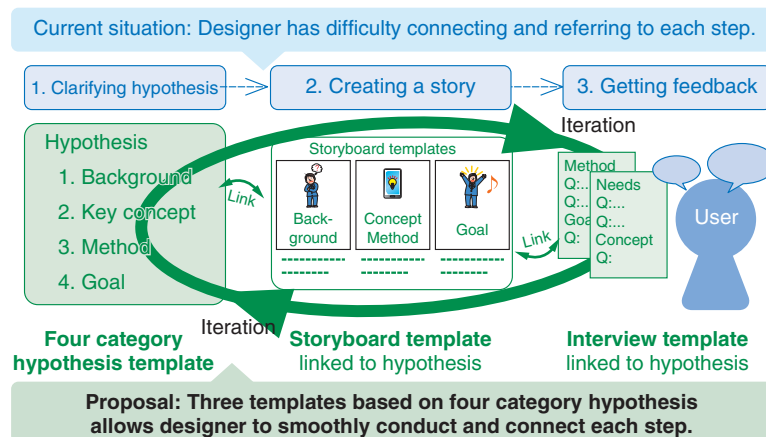 Current situation: Designer has difficulty connecting and referring to each step.
1. Clarifying hypothesis
2. Creating a story
3. Getting feedback
Iteration
Hypothesis
1. Background
2. Key concept
3. Method
4. Goal
Link
Storyboard templates
Back-
ground
Concept
Method
Goal
Link
Method
Q:...
Q:...
Goa
Q:
Needs
Q:...
Q:...
Concept
Q:
User
Iteration
Four category
hypothesis template
Storyboard template
linked to hypothesis
Interview template
linked to hypothesis
Proposal: Three templates based on four category hypothesis
allows designer to smoothly conduct and connect each step.